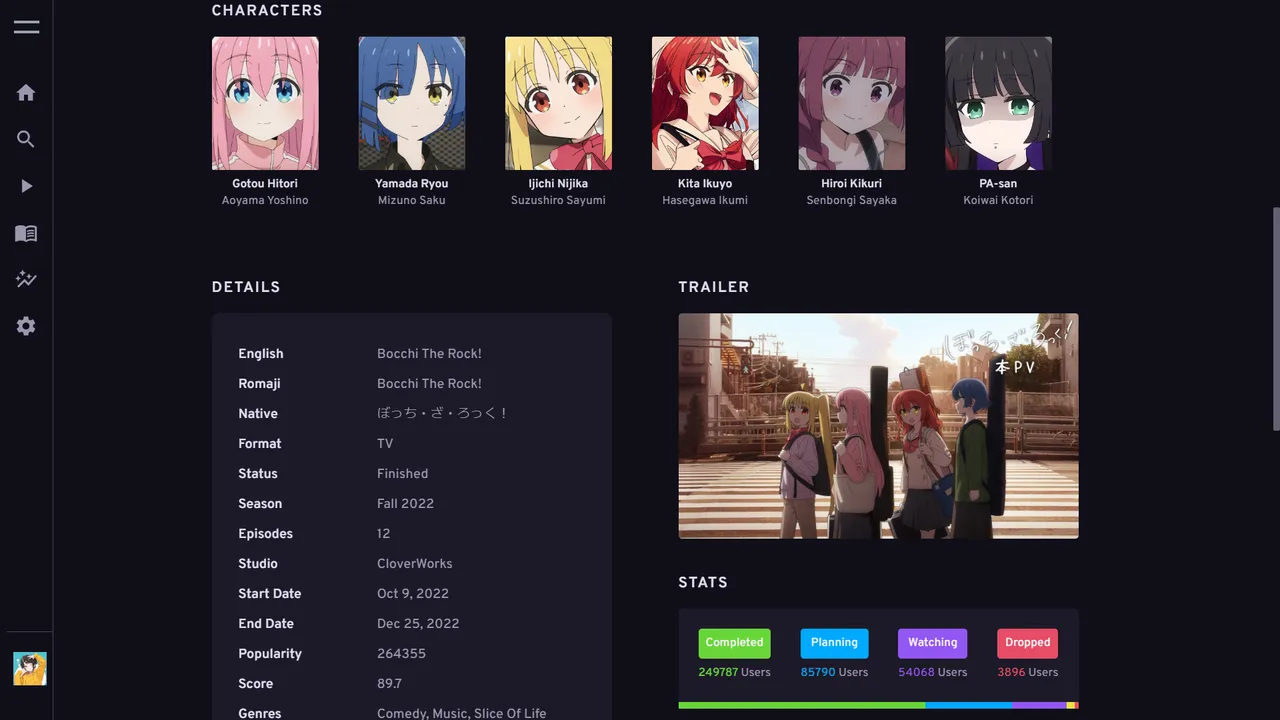 CHARACTERS
Gotou Hitori
Aoyama Yoshino
Yamada Ryou
Mizuno Saku
Ijichi Nijika
Suzushiro Sayumi
Kita Ikuyo
Hasegawa Ikumi
Hiroi Kikuri
Senbongi Sayaka
PA-san
Koiwai Kotori
DETAILS
English Bocchi The Rock!
Romaji Bocchi The Rock!
Native ぼっち・ざ・ろっく！
Format TV
Status Finished
Season Fall 2022
Episodes 12
Studio CloverWorks
Start Date Oct 9, 2022
End Date Dec 25, 2022
Popularity 264355
Score 89.7
Genres Comedy, Music, Slice Of Life
TRAILER
ぼっち・ざ・ろっく！
本PV
STATS
Completed
249787 Users
Planning
85790 Users
Watching
54068 Users
Dropped
3896 Users